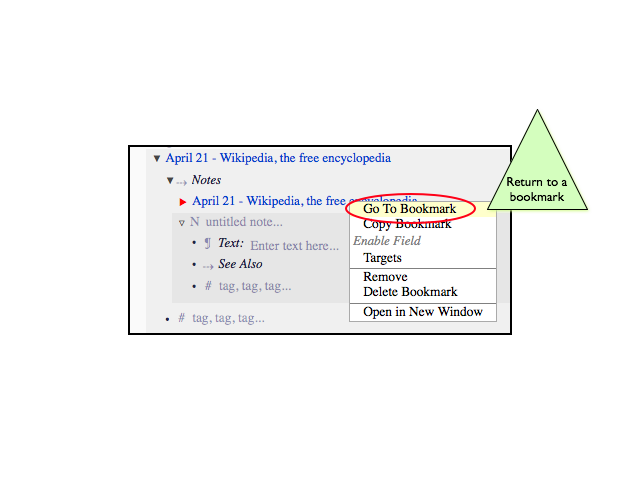 April 21 - Wikipedia, the free encyclopedia
Notes
April 21 - Wikipedia, the free encyclopedia
Go To Bookmark
Return to a
bookmark
N untitled note...
Copy Bookmark
¶ Text: Enter text here...
Enable Field
See Also
Targets
# tag, tag, tag...
Remove
Delete Bookmark
# tag, tag, tag...
Open in New Window